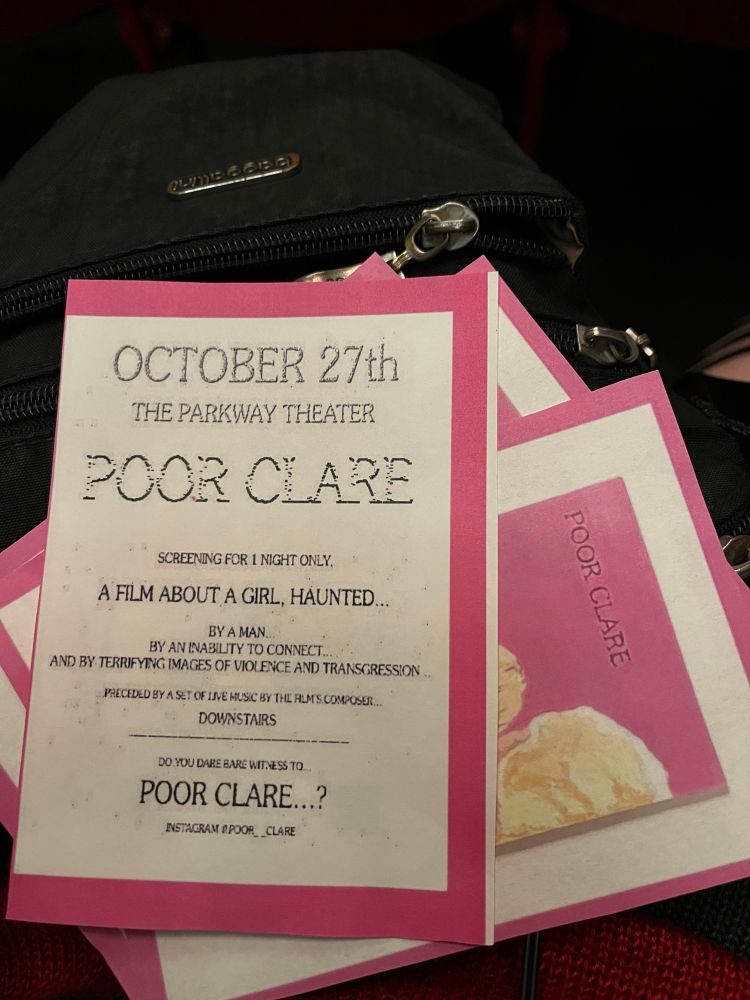 baggallini
OCTOBER 27th
THE PARKWAY THEATER
POOR CLARE
SCREENING FOR 1 NIGHT ONLY,
A FILM ABOUT A GIRL, HAUNTED...
BY A MAN...
BY AN INABILITY TO CONNECT...
AND BY TERRIFYING IMAGES OF VIOLENCE AND TRANSGRESSION...
PRECEDED BY A SET OF LIVE MUSIC BY THE FILM'S COMPOSER...
DOWNSTAIRS
DO YOU DARE BARE WITNESS TO...
POOR CLARE...?
INSTAGRAM @POOR__CLARE
POOR CLARE